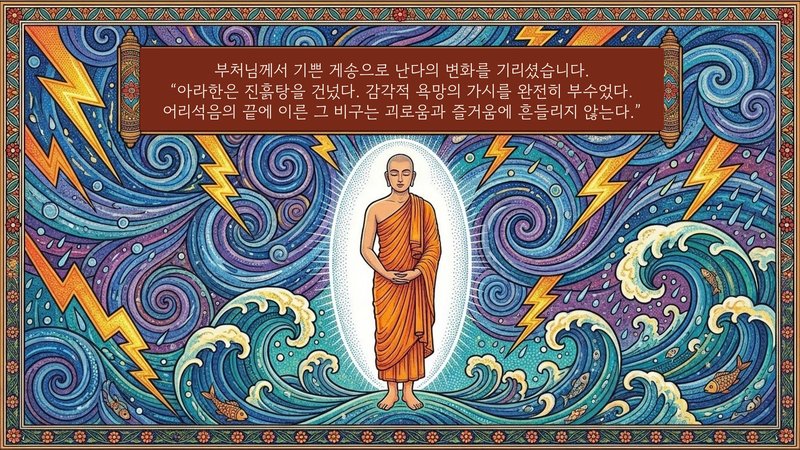 부처님께서 기쁜 게송으로 난다의 변화를 기리셨습니다.
“아라한은 진흙탕을 건넜다. 감각적 욕망의 가시를 완전히 부수었다.
어리석음의 끝에 이른 그 비구는 괴로움과 즐거움에 흔들리지 않는다.”